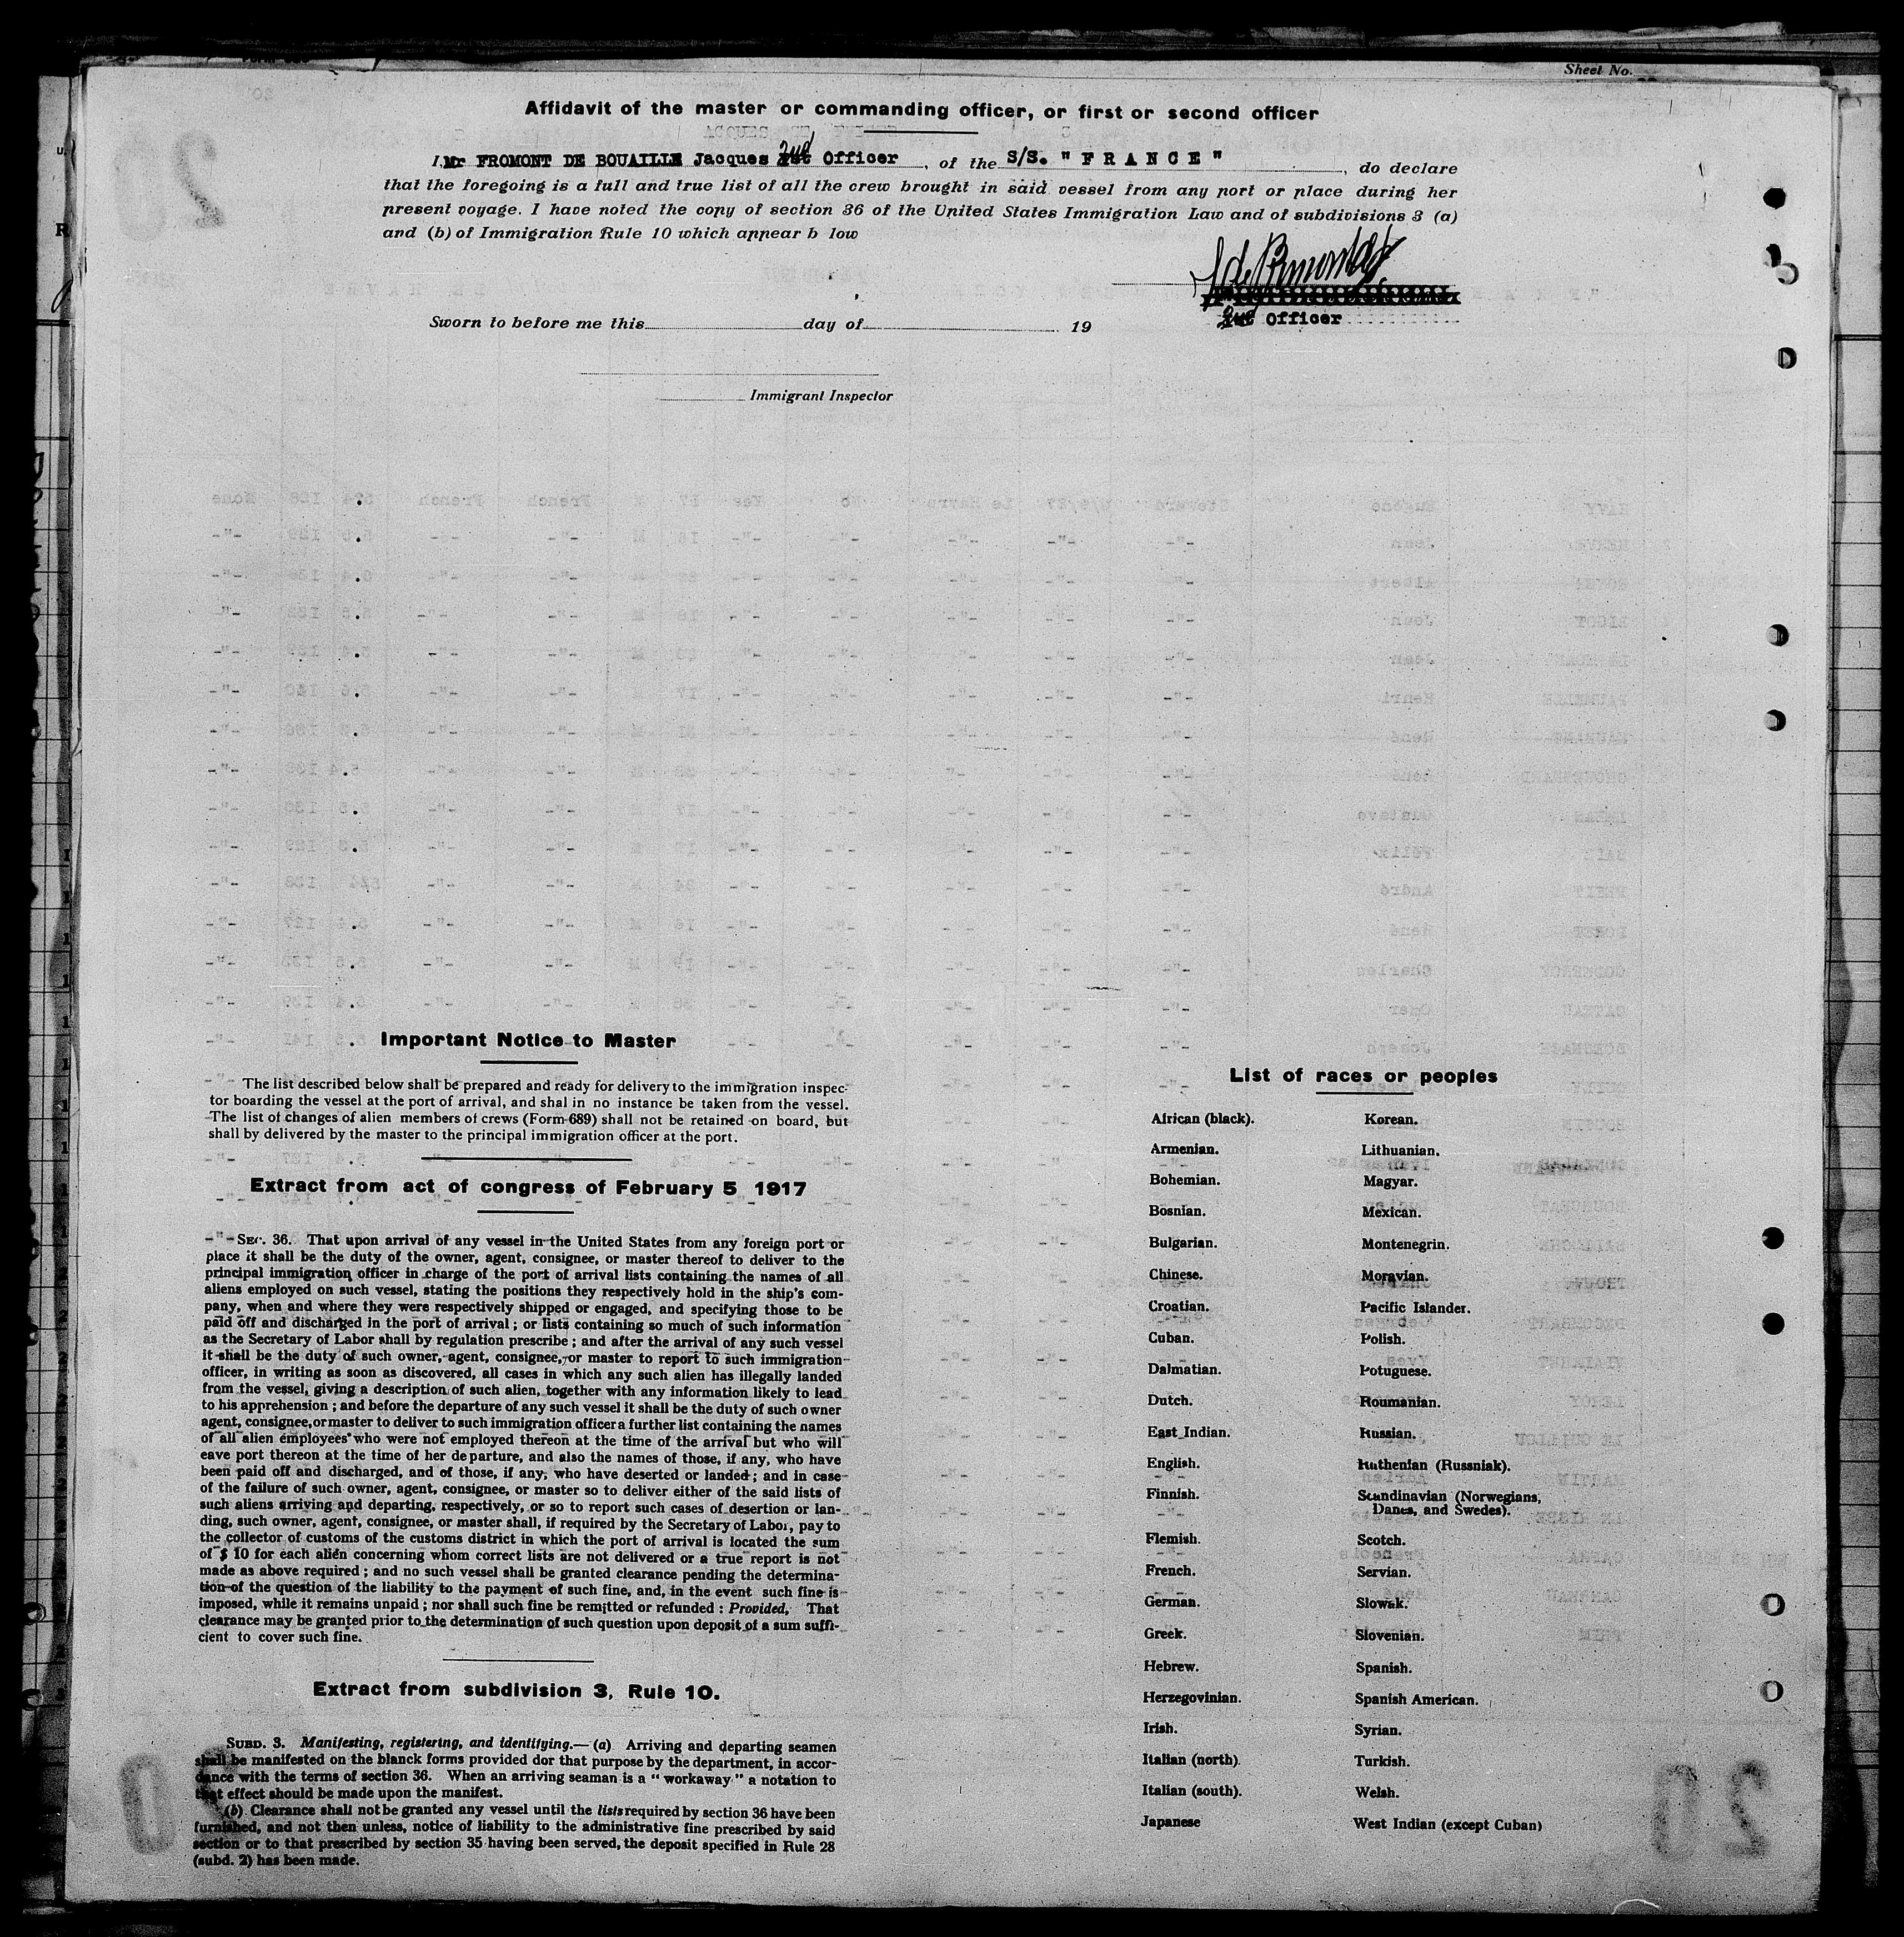 Sheet No.
Affidavit of the master or commanding officer, or first or second officer
I, Mr FROMONT DE BOUAILLE Jacques 2nd Officer, of the S/S. "FRANCE", do declare
that the foregoing is a full and true list of all the crew brought in said vessel from any port or place during her
present voyage. I have noted the copy of section 36 of the United States Immigration Law and of subdivisions 3 (a)
and (b) of Immigration Rule 10 which appear b low
2nd Officer
Sworn to before me this day of 19
Immigrant Inspector
Important Notice to Master
The list described below shall be prepared and ready for delivery to the immigration inspec-
tor boarding the vessel at the port of arrival, and shal in no instance be taken from the vessel.
The list of changes of alien members of crews (Form 689) shall not be retained on board, but
shall by delivered by the master to the principal immigration officer at the port.
Extract from act of congress of February 5 1917
SEC. 36. That upon arrival of any vessel in the United States from any foreign port or
place it shall be the duty of the owner, agent, consignee, or master thereof to deliver to the
principal immigration officer in charge of the port of arrival lists containing the names of all
aliens employed on such vessel, stating the positions they respectively hold in the ship's com-
pany, when and where they were respectively shipped or engaged, and specifying those to be
paid off and discharged in the port of arrival; or lists containing so much of such information
as the Secretary of Labor shall by regulation prescribe; and after the arrival of any such vessel
it shall be the duty of such owner, agent, consignee, or master to report to such immigration
officer, in writing as soon as discovered, all cases in which any such alien has illegally landed
from the vessel, giving a description of such alien, together with any information likely to lead
to his apprehension; and before the departure of any such vessel it shall be the duty of such owner
agent, consignee, or master to deliver to such immigration officer a further list containing the names
of all alien employees who were not employed thereon at the time of the arrival but who will
eave port thereon at the time of her departure, and also the names of those, if any, who have
been paid off and discharged, and of those, if any, who have deserted or landed; and in case
of the failure of such owner, agent, consignee, or master so to deliver either of the said lists of
such aliens arriving and departing, respectively, or so to report such cases of desertion or lan-
ding, such owner, agent, consignee, or master shall, if required by the Secretary of Labor, pay to
the collector of customs of the customs district in which the port of arrival is located the sum
of $ 10 for each alien concerning whom correct lists are not delivered or a true report is not
made as above required; and no such vessel shall be granted clearance pending the determina-
tion of the question of the liability to the payment of such fine, and, in the event such fine is
imposed, while it remains unpaid; nor shall such fine be remitted or refunded: Provided, That
clearance may be granted prior to the determination of such question upon deposit of a sum suffi-
cient to cover such fine.
Extract from subdivision 3, Rule 10.
SUBD. 3. Manifesting, registering, and identifying.— (a) Arriving and departing seamen
shall be manifested on the blanck forms provided dor that purpose by the department, in accor-
dance with the terms of section 36. When an arriving seaman is a "workaway" a notation to
that effect should be made upon the manifest.
(b) Clearance shall not be granted any vessel until the lists required by section 36 have been
furnished, and not then unless, notice of liability to the administrative fine prescribed by said
section or to that prescribed by section 35 having been served, the deposit specified in Rule 28
(subd. 2) has been made.
List of races or peoples
African (black).
Armenian.
Bohemian.
Bosnian.
Bulgarian.
Chinese.
Croatian.
Cuban.
Dalmatian.
Dutch.
East Indian.
English.
Finnish.
Flemish.
French.
German.
Greek.
Hebrew.
Herzegovinian.
Irish.
Italian (north)
Italian (south).
Japanese
Korean.
Lithuanian.
Magyar.
Mexican.
Montenegrin.
Moravian.
Pacific Islander.
Polish.
Potuguese.
Roumanian.
Russian.
Ruthenian (Russniak).
Scandinavian (Norwegians,
Danes, and Swedes).
Scotch.
Servian.
Slowak.
Slovenian.
Spanish.
Spanish American.
Syrian.
Turkish.
Welsh.
West Indian (except Cuban)